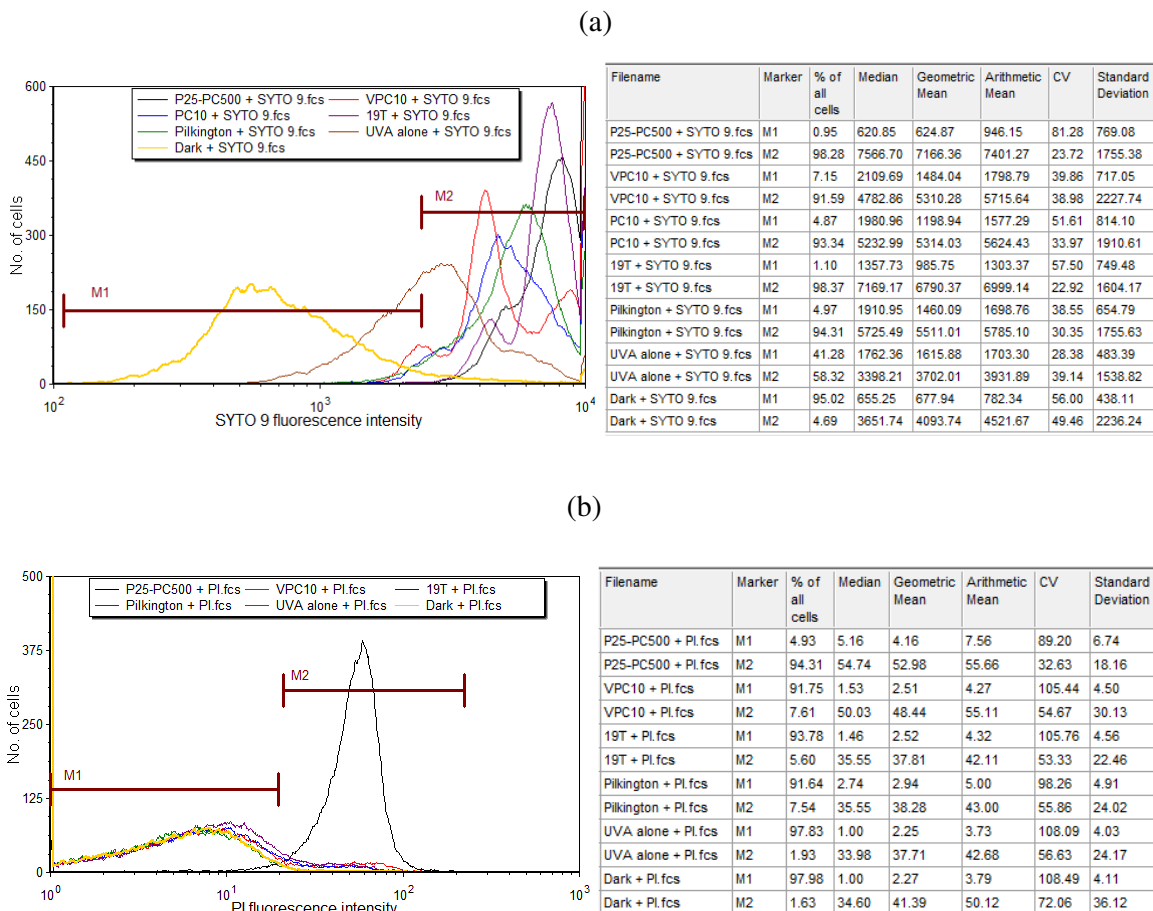 (a)
600
450
300
150
0
No. of cells
P25-PC500 + SYTO 9.fcs VPC10 + SYTO 9.fcs
PC10 + SYTO 9.fcs 19T + SYTO 9.fcs
Pilkington + SYTO 9.fcs UVA alone + SYTO 9.fcs
Dark + SYTO 9.fcs
M2
M1
10² 10³ 10⁴
SYTO 9 fluorescence intensity
Filename Marker % of all cells Median Geometric Mean Arithmetic Mean CV Standard Deviation
P25-PC500 + SYTO 9.fcs M1 0.95 620.85 624.87 946.15 81.28 769.08
P25-PC500 + SYTO 9.fcs M2 98.28 7566.70 7166.36 7401.27 23.72 1755.38
VPC10 + SYTO 9.fcs M1 7.15 2109.69 1484.04 1798.79 39.86 717.05
VPC10 + SYTO 9.fcs M2 91.59 4782.86 5310.28 5715.64 38.98 2227.74
PC10 + SYTO 9.fcs M1 4.87 1980.96 1198.94 1577.29 51.61 814.10
PC10 + SYTO 9.fcs M2 93.34 5232.99 5314.03 5624.43 33.97 1910.61
19T + SYTO 9.fcs M1 1.10 1357.73 985.75 1303.37 57.50 749.48
19T + SYTO 9.fcs M2 98.37 7169.17 6790.37 6999.14 22.92 1604.17
Pilkington + SYTO 9.fcs M1 4.97 1910.95 1460.09 1698.76 38.55 654.79
Pilkington + SYTO 9.fcs M2 94.31 5725.49 5511.01 5785.10 30.35 1755.63
UVA alone + SYTO 9.fcs M1 41.28 1762.36 1615.88 1703.30 28.38 483.39
UVA alone + SYTO 9.fcs M2 58.32 3398.21 3702.01 3931.89 39.14 1538.82
Dark + SYTO 9.fcs M1 95.02 655.25 677.94 782.34 56.00 438.11
Dark + SYTO 9.fcs M2 4.69 3651.74 4093.74 4521.67 49.46 2236.24
(b)
500
375
250
125
0
No. of cells
P25-PC500 + PI.fcs VPC10 + PI.fcs 19T + PI.fcs
Pilkington + PI.fcs UVA alone + PI.fcs Dark + PI.fcs
M2
M1
10⁰ 10¹ 10² 10³
PI fluorescence intensity
Filename Marker % of all cells Median Geometric Mean Arithmetic Mean CV Standard Deviation
P25-PC500 + PI.fcs M1 4.93 5.16 4.16 7.56 89.20 6.74
P25-PC500 + PI.fcs M2 94.31 54.74 52.98 55.66 32.63 18.16
VPC10 + PI.fcs M1 91.75 1.53 2.51 4.27 105.44 4.50
VPC10 + PI.fcs M2 7.61 50.03 48.44 55.11 54.67 30.13
19T + PI.fcs M1 93.78 1.46 2.52 4.32 105.76 4.56
19T + PI.fcs M2 5.60 35.55 37.81 42.11 53.33 22.46
Pilkington + PI.fcs M1 91.64 2.74 2.94 5.00 98.26 4.91
Pilkington + PI.fcs M2 7.54 35.55 38.28 43.00 55.86 24.02
UVA alone + PI.fcs M1 97.83 1.00 2.25 3.73 108.09 4.03
UVA alone + PI.fcs M2 1.93 33.98 37.71 42.68 56.63 24.17
Dark + PI.fcs M1 97.98 1.00 2.27 3.79 108.49 4.11
Dark + PI.fcs M2 1.63 34.60 41.39 50.12 72.06 36.12